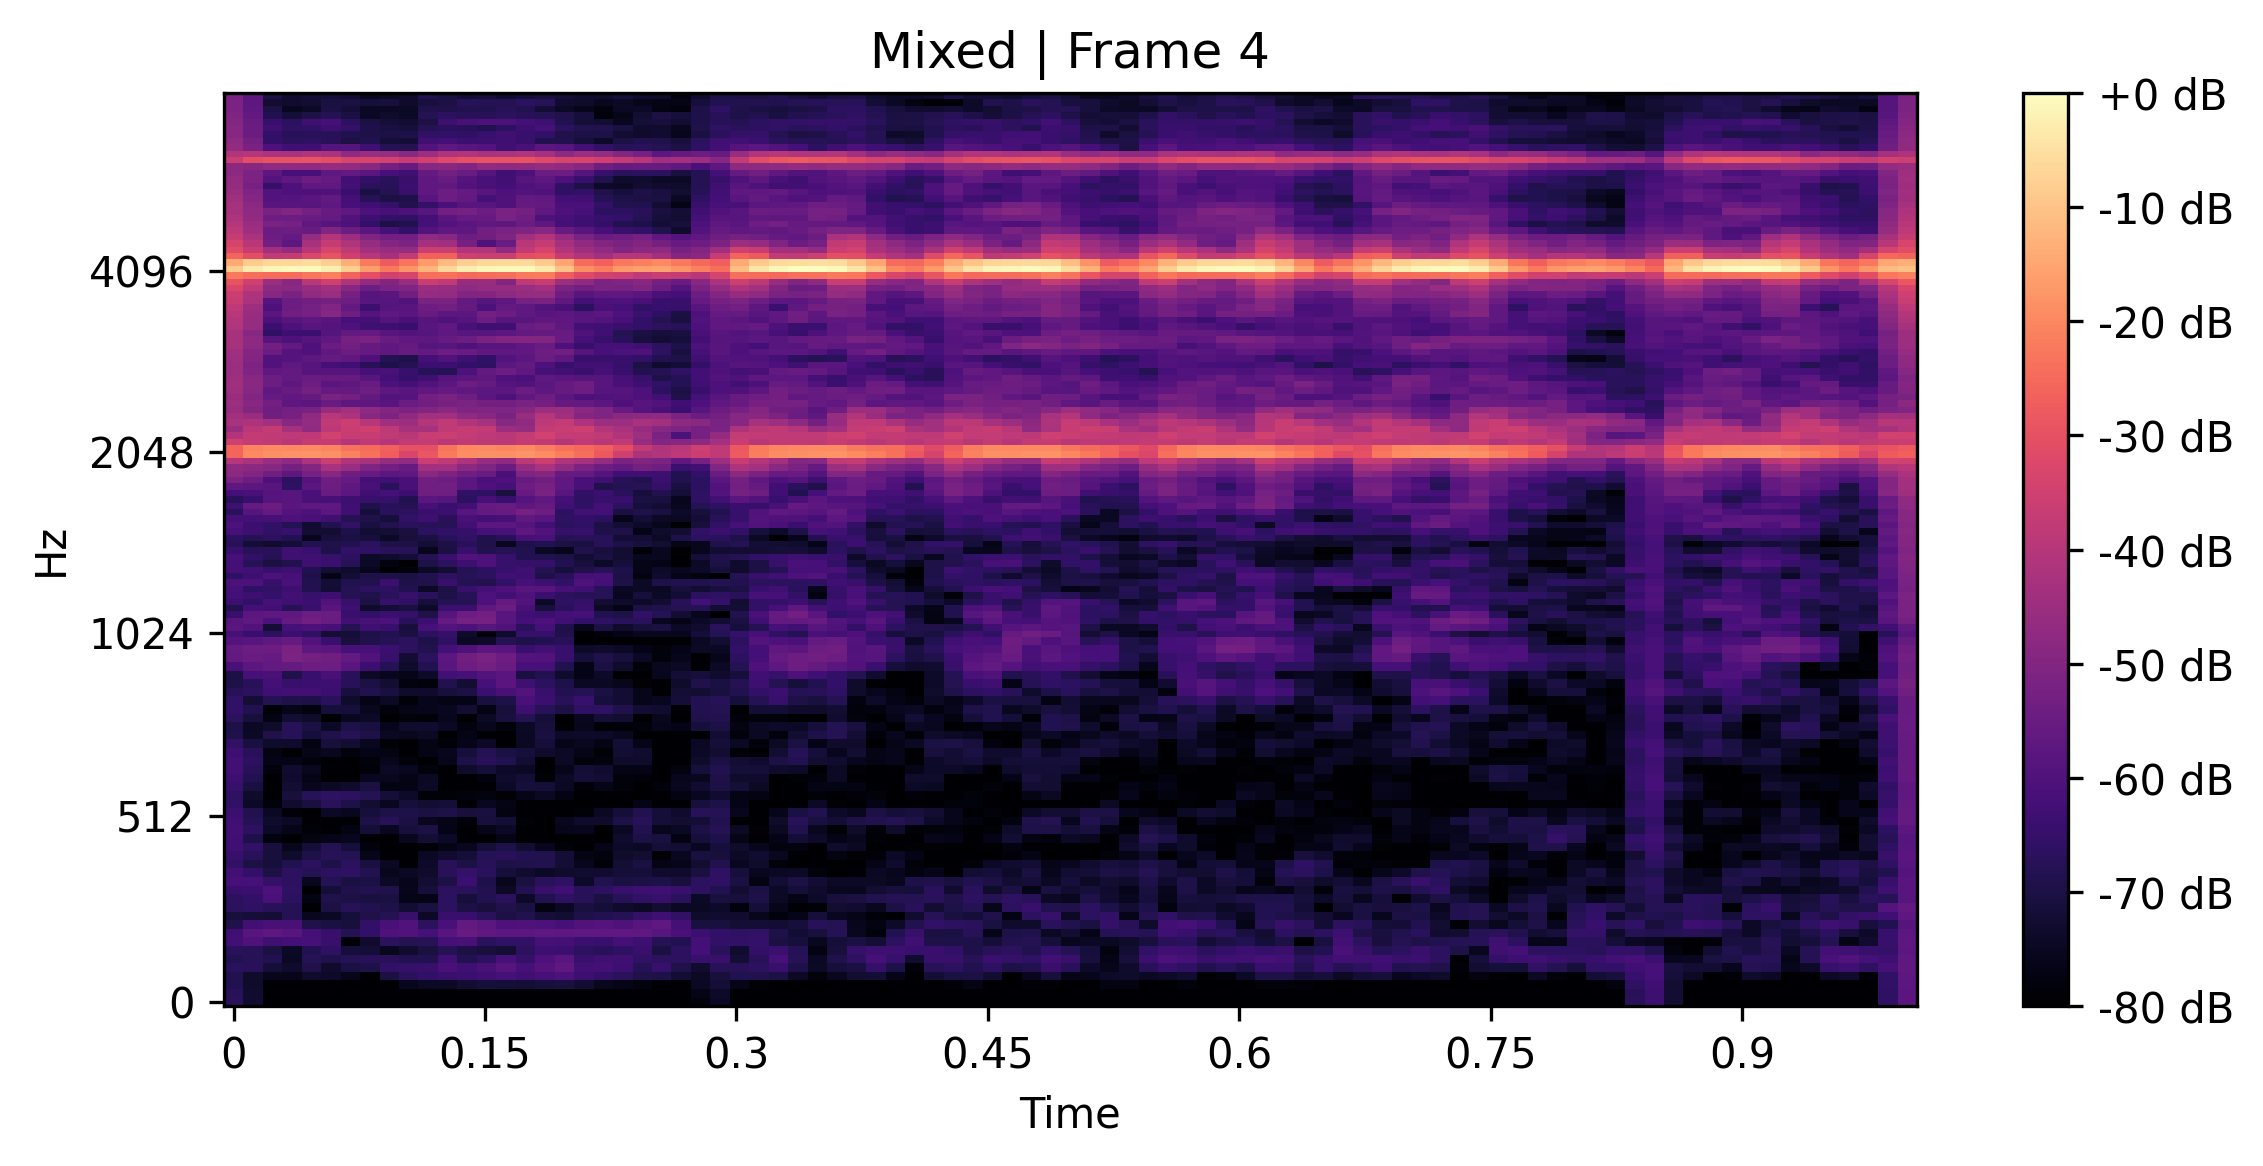 Mixed | Frame 4
+0 dB
-10 dB
-20 dB
-30 dB
-40 dB
-50 dB
-60 dB
-70 dB
-80 dB
Hz
4096
2048
1024
512
0
0 0.15 0.3 0.45 0.6 0.75 0.9
Time